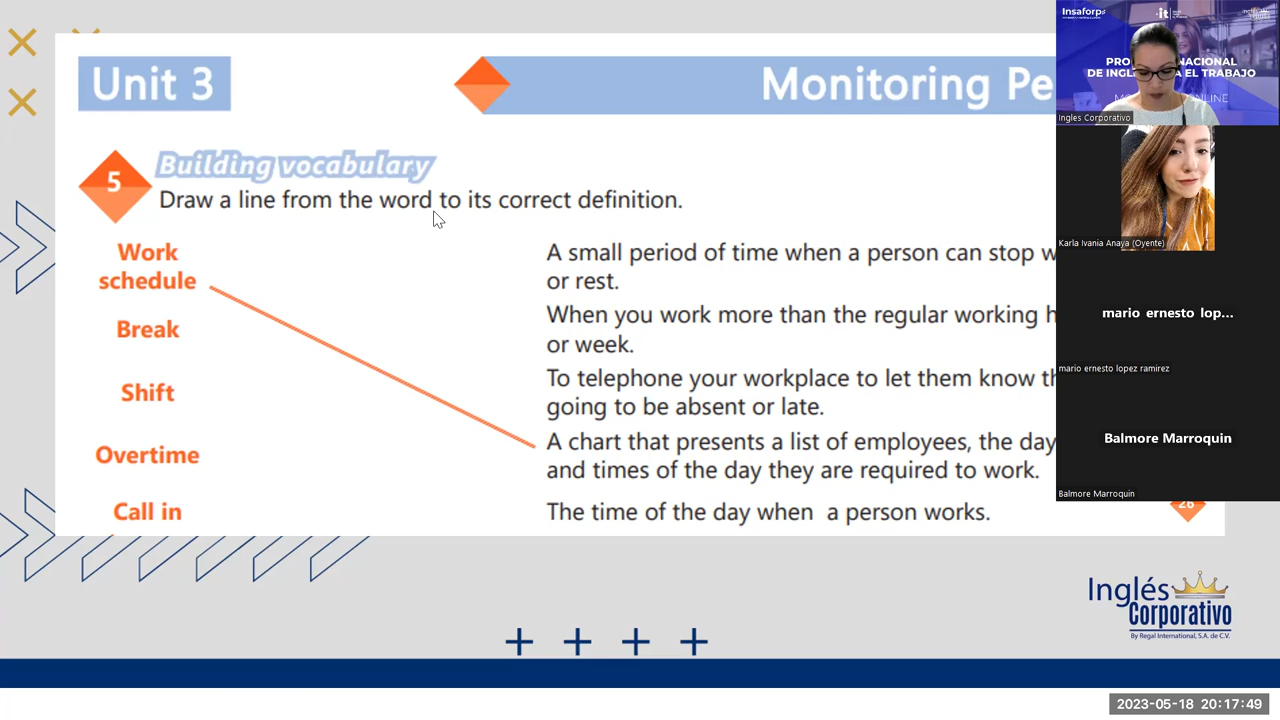 Unit 3
Monitoring Pe
5
Building vocabulary
Draw a line from the word to its correct definition.
Work
schedule
A small period of time when a person can stop w
or rest.
Break
When you work more than the regular working h
or week.
Shift
To telephone your workplace to let them know th
going to be absent or late.
Overtime
A chart that presents a list of employees, the day
and times of the day they are required to work.
Call in
The time of the day when a person works.
26
Inglés
Corporativo
By Regal International, S.A. de C.V.
Insaforp
it
PRO NACIONAL
DE INGL A EL TRABAJO
NLINE
Ingles Corporativo
Karla Ivania Anaya (Oyente)
mario ernesto lop...
mario ernesto lopez ramirez
Balmore Marroquin
Balmore Marroquin
2023-05-18 20:17:49